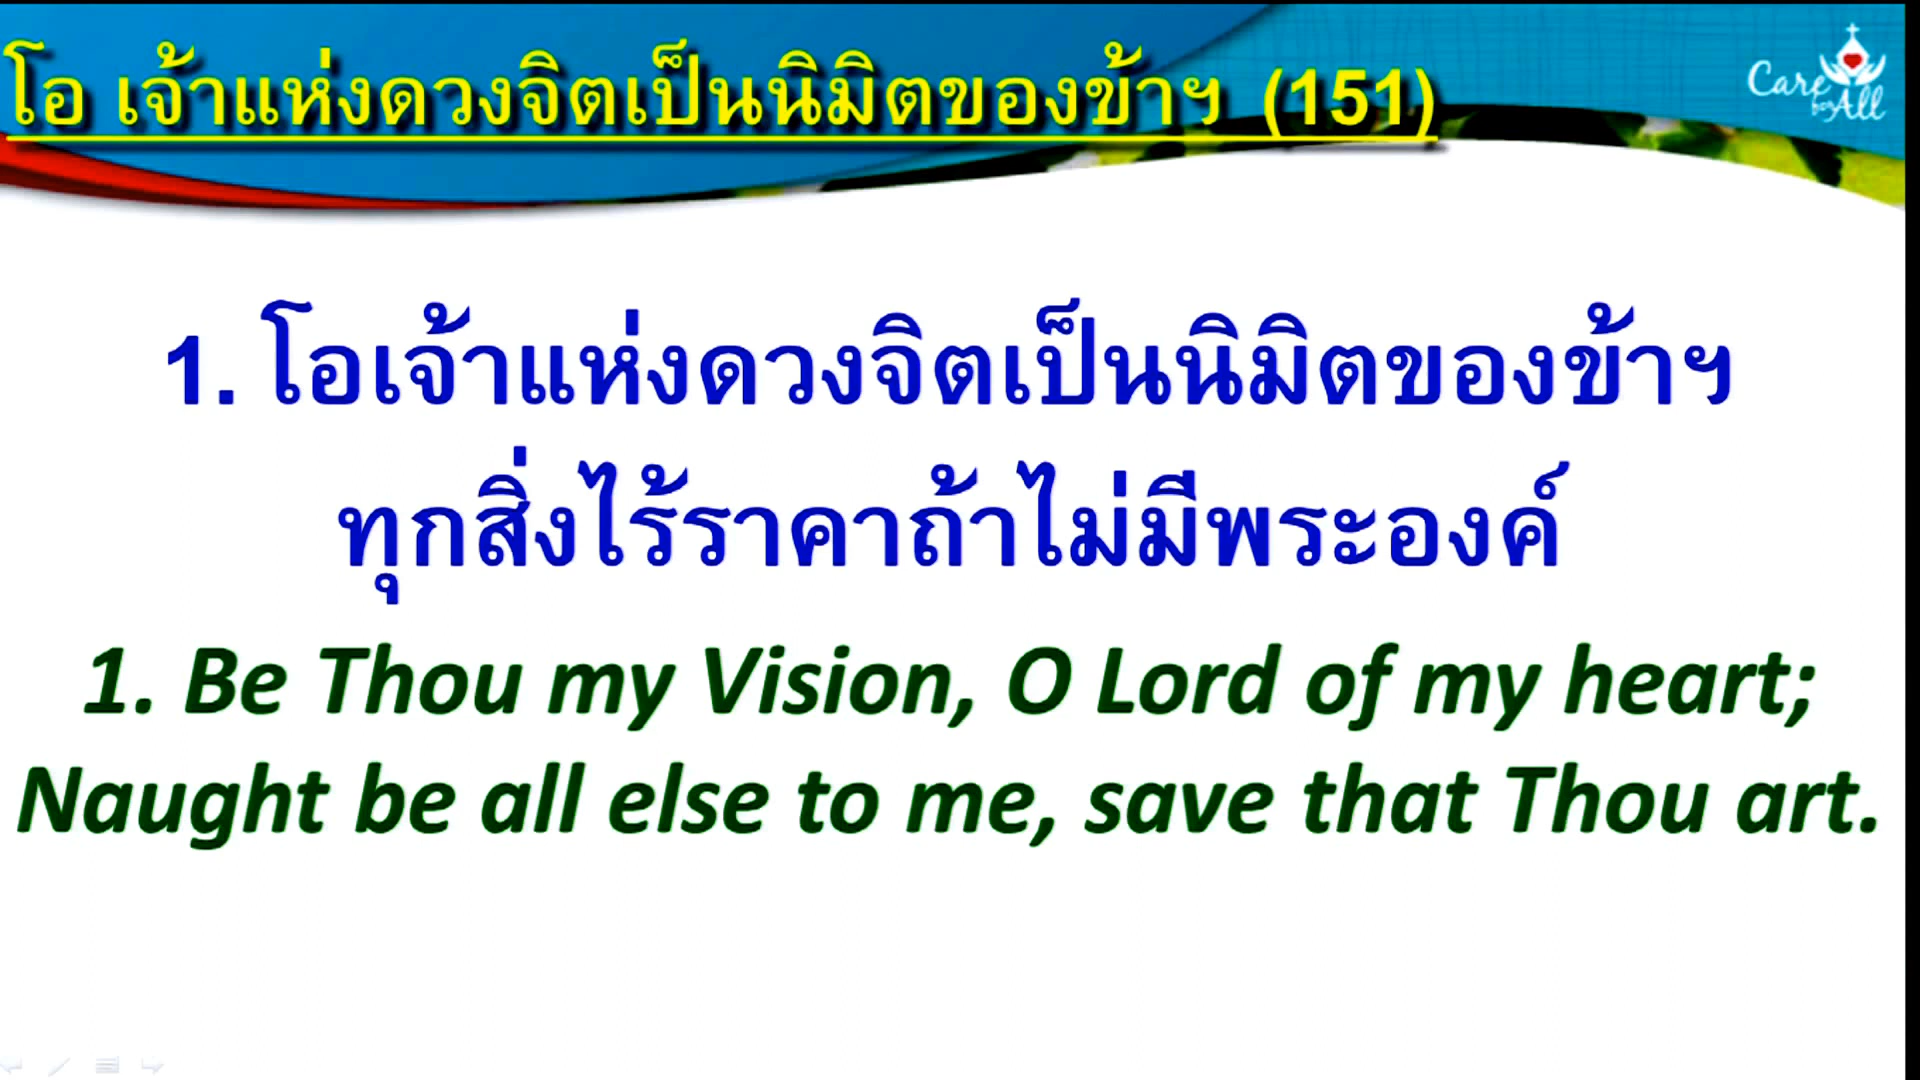 โอ เจ้าแห่งดวงจิตเป็นนิมิตของข้าฯ (151)
Care
for All
1. โอเจ้าแห่งดวงจิตเป็นนิมิตของข้าฯ
ทุกสิ่งไร้ราคาถ้าไม่มีพระองค์
1. Be Thou my Vision, O Lord of my heart;
Naught be all else to me, save that Thou art.